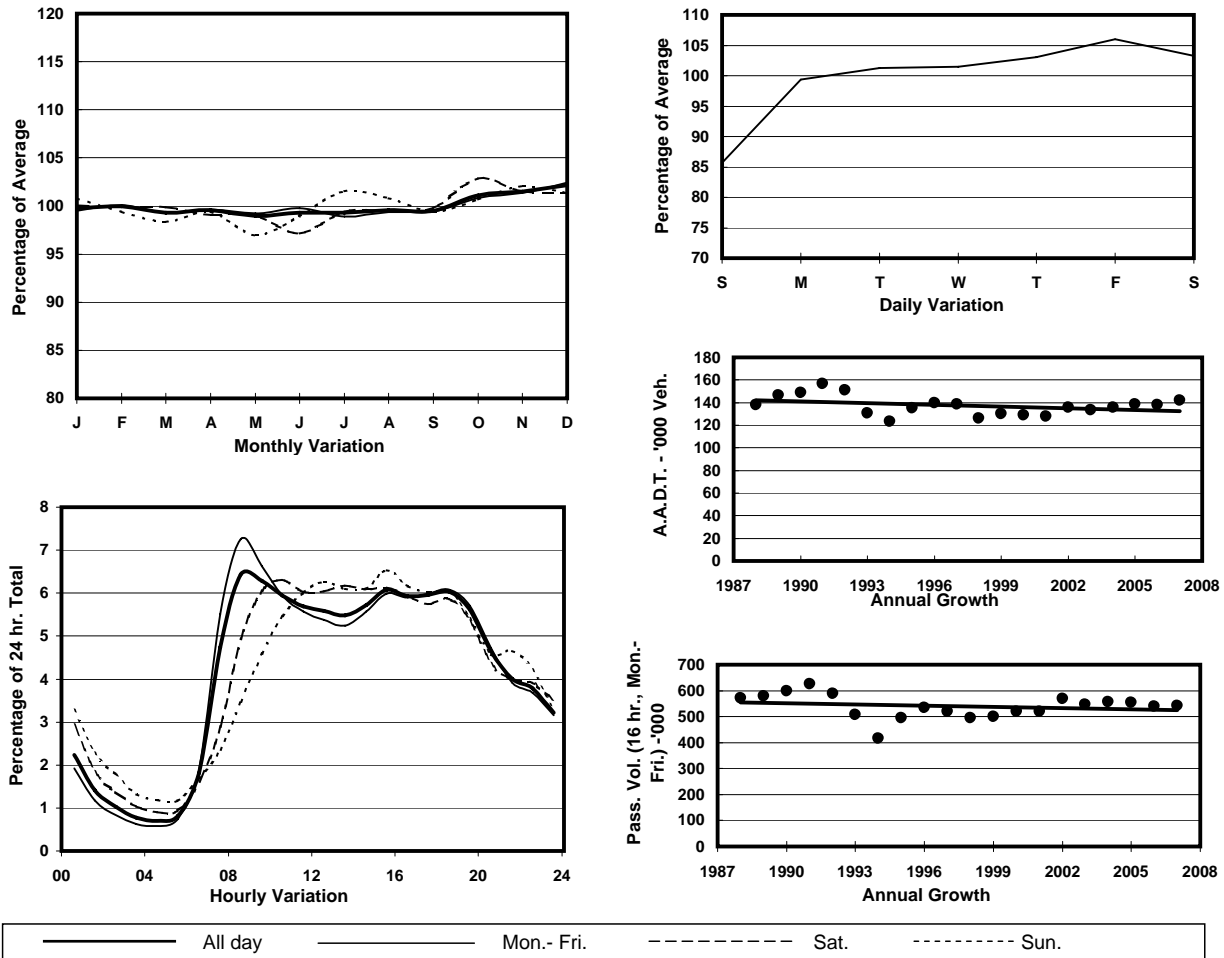 Percentage of Average
120
115
110
105
100
95
90
85
80
J F M A M J J A S O N D
Monthly Variation
Percentage of Average
110
105
100
95
90
85
80
75
70
S M T W T F S
Daily Variation
A.A.D.T. - '000 Veh.
180
160
140
120
100
80
60
40
20
0
1987 1990 1993 1996 1999 2002 2005 2008
Annual Growth
Percentage of 24 hr. Total
8
7
6
5
4
3
2
1
0
00 04 08 12 16 20 24
Hourly Variation
Pass. Vol. (16 hr., Mon.-
Fri.) -'000
700
600
500
400
300
200
100
0
1987 1990 1993 1996 1999 2002 2005 2008
Annual Growth
All day Mon.- Fri. Sat. Sun.